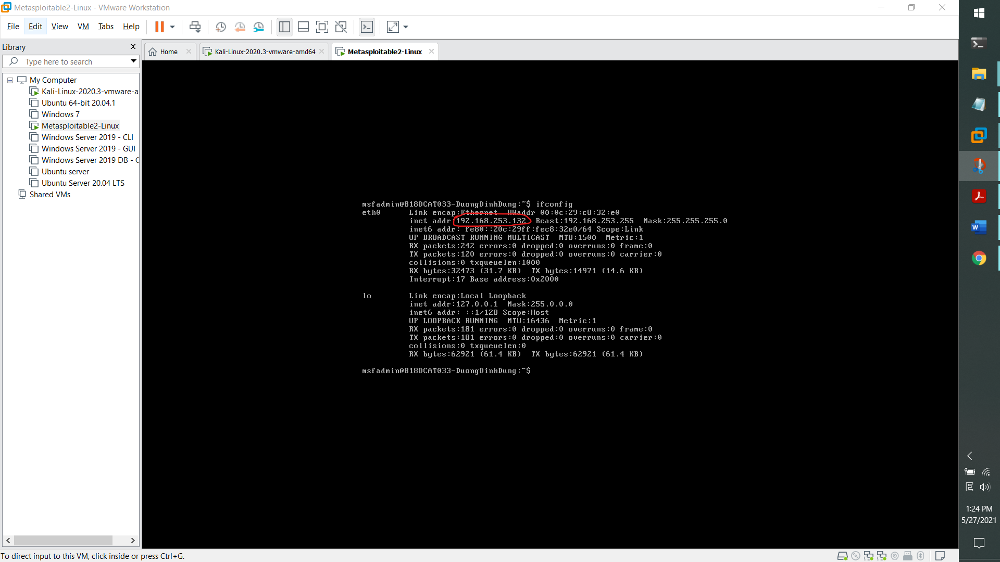 Metasploitable2-Linux - VMware Workstation
File Edit View VM Tabs Help
Library
Type here to search
My Computer
Kali-Linux-2020.3-vmware-a
Ubuntu 64-bit 20.04.1
Windows 7
Metasploitable2-Linux
Windows Server 2019 - CLI
Windows Server 2019 - GUI
Windows Server 2019 DB -
Ubuntu server
Ubuntu Server 20.04 LTS
Shared VMs
Home Kali-Linux-2020.3-vmware-amd64 Metasploitable2-Linux
msfadmin@B18DCAT033-DuongDinhDung:~$ ifconfig
eth0 Link encap:Ethernet HWaddr 00:0c:29:c8:32:e0
inet addr:192.168.253.132 Bcast:192.168.253.255 Mask:255.255.255.0
inet6 addr: fe80::20c:29ff:fec8:32e0/64 Scope:Link
UP BROADCAST RUNNING MULTICAST MTU:1500 Metric:1
RX packets:242 errors:0 dropped:0 overruns:0 frame:0
TX packets:120 errors:0 dropped:0 overruns:0 carrier:0
collisions:0 txqueuelen:1000
RX bytes:32473 (31.7 KB) TX bytes:14971 (14.6 KB)
Interrupt:17 Base address:0x2000
lo Link encap:Local Loopback
inet addr:127.0.0.1 Mask:255.0.0.0
inet6 addr: ::1/128 Scope:Host
UP LOOPBACK RUNNING MTU:16436 Metric:1
RX packets:181 errors:0 dropped:0 overruns:0 frame:0
TX packets:181 errors:0 dropped:0 overruns:0 carrier:0
collisions:0 txqueuelen:0
RX bytes:62921 (61.4 KB) TX bytes:62921 (61.4 KB)
msfadmin@B18DCAT033-DuongDinhDung:~$
To direct input to this VM, click inside or press Ctrl+G.
E
1:24 PM
5/27/2021